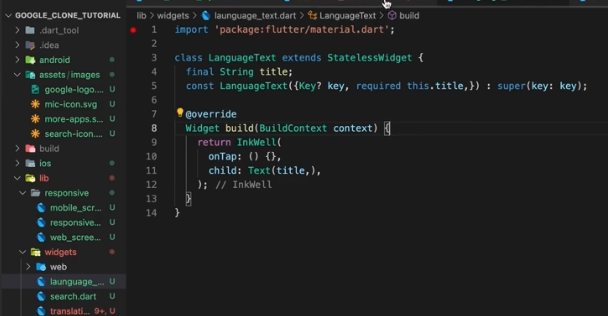 GOOGLE_CLONE_TUTORIAL
.dart_tool
.idea
android
assets/images
google-logo....
mic-icon.svg U
more-apps.s... U
search-icon.... U
build
ios
lib
responsive
mobile_scr... U
responsive... U
web_scree... U
widgets
web
launguage_... U
search.dart U
translati... 9+, U
lib > widgets > launguage_text.dart > LanguageText > build
1 import 'package:flutter/material.dart';
2
3 class LanguageText extends StatelessWidget {
4 final String title;
5 const LanguageText({Key? key, required this.title,}) : super(key: key);
6
7 @override
8 Widget build(BuildContext context) {
9 return InkWell(
10 onTap: () {},
11 child: Text(title,),
12 ); // InkWell
13 }
14 }